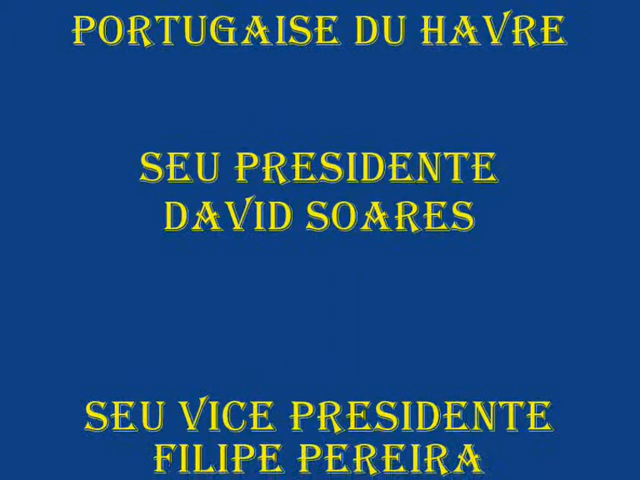 PORTUGAISE DU HAVRE
SEU PRESIDENTE
DAVID SOARES
SEU VICE PRESIDENTE
FILIPE PEREIRA